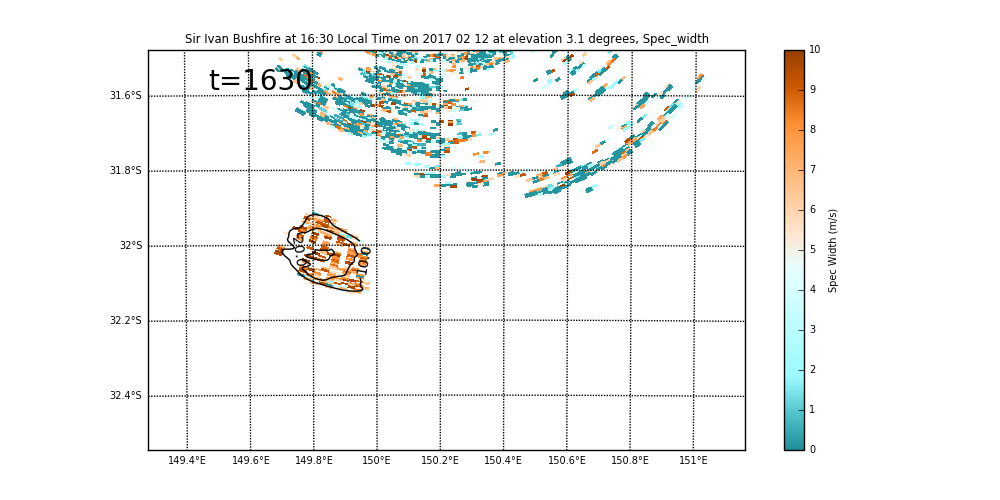 Sir Ivan Bushfire at 16:30 Local Time on 2017 02 12 at elevation 3.1 degrees, Spec_width
t=1630
31.6°S
31.8°S
32°S
32.2°S
32.4°S
149.4°E 149.6°E 149.8°E 150°E 150.2°E 150.4°E 150.6°E 150.8°E 151°E
10
9
8
7
6
5
4
3
2
1
0
Spec Width (m/s)